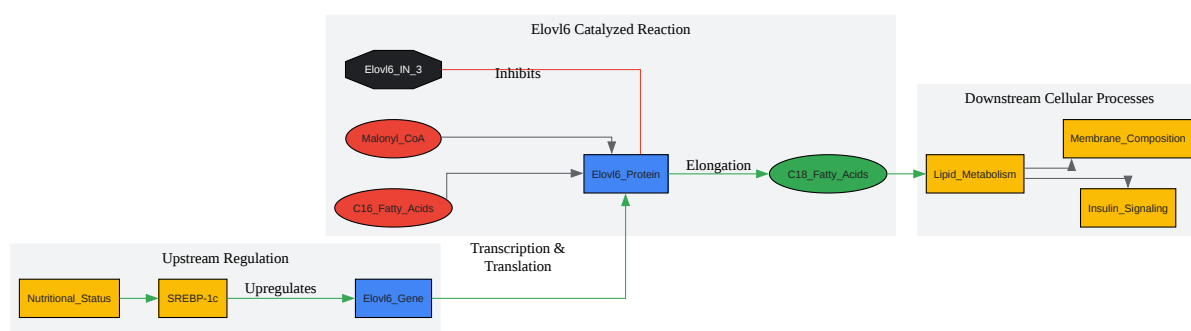 Elovl6 Catalyzed Reaction
Elovl6_IN_3
Inhibits
Malonyl_CoA
C16_Fatty_Acids
Elovl6_Protein
Elongation
C18_Fatty_Acids
Downstream Cellular Processes
Membrane_Composition
Lipid_Metabolism
Insulin_Signaling
Transcription &
Translation
Upstream Regulation
Nutritional_Status
SREBP-1c
Upregulates
Elovl6_Gene